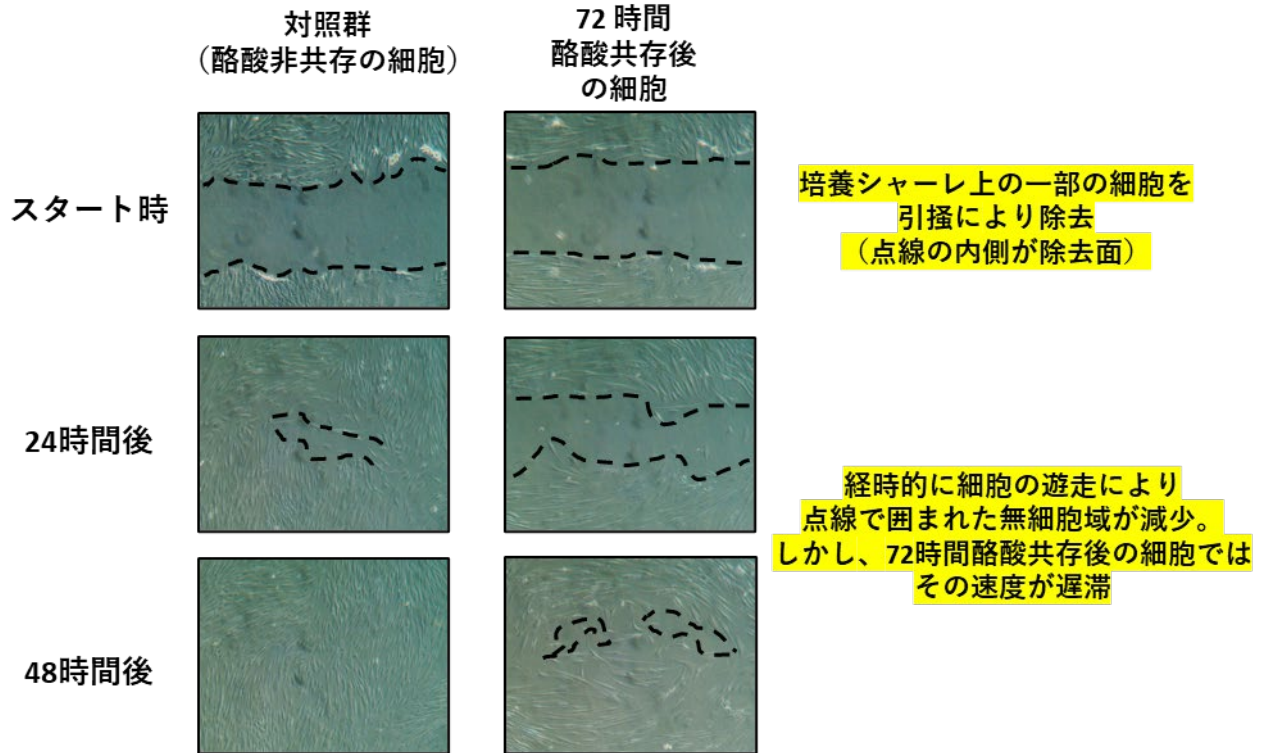 対照群
（酪酸非共存の細胞）
72 時間
酪酸共存後
の細胞
スタート時
培養シャーレ上の一部の細胞を
引掻により除去
（点線の内側が除去面）
24時間後
経時的に細胞の遊走により
点線で囲まれた無細胞域が減少。
しかし、72時間酪酸共存後の細胞では
その速度が遅滞
48時間後